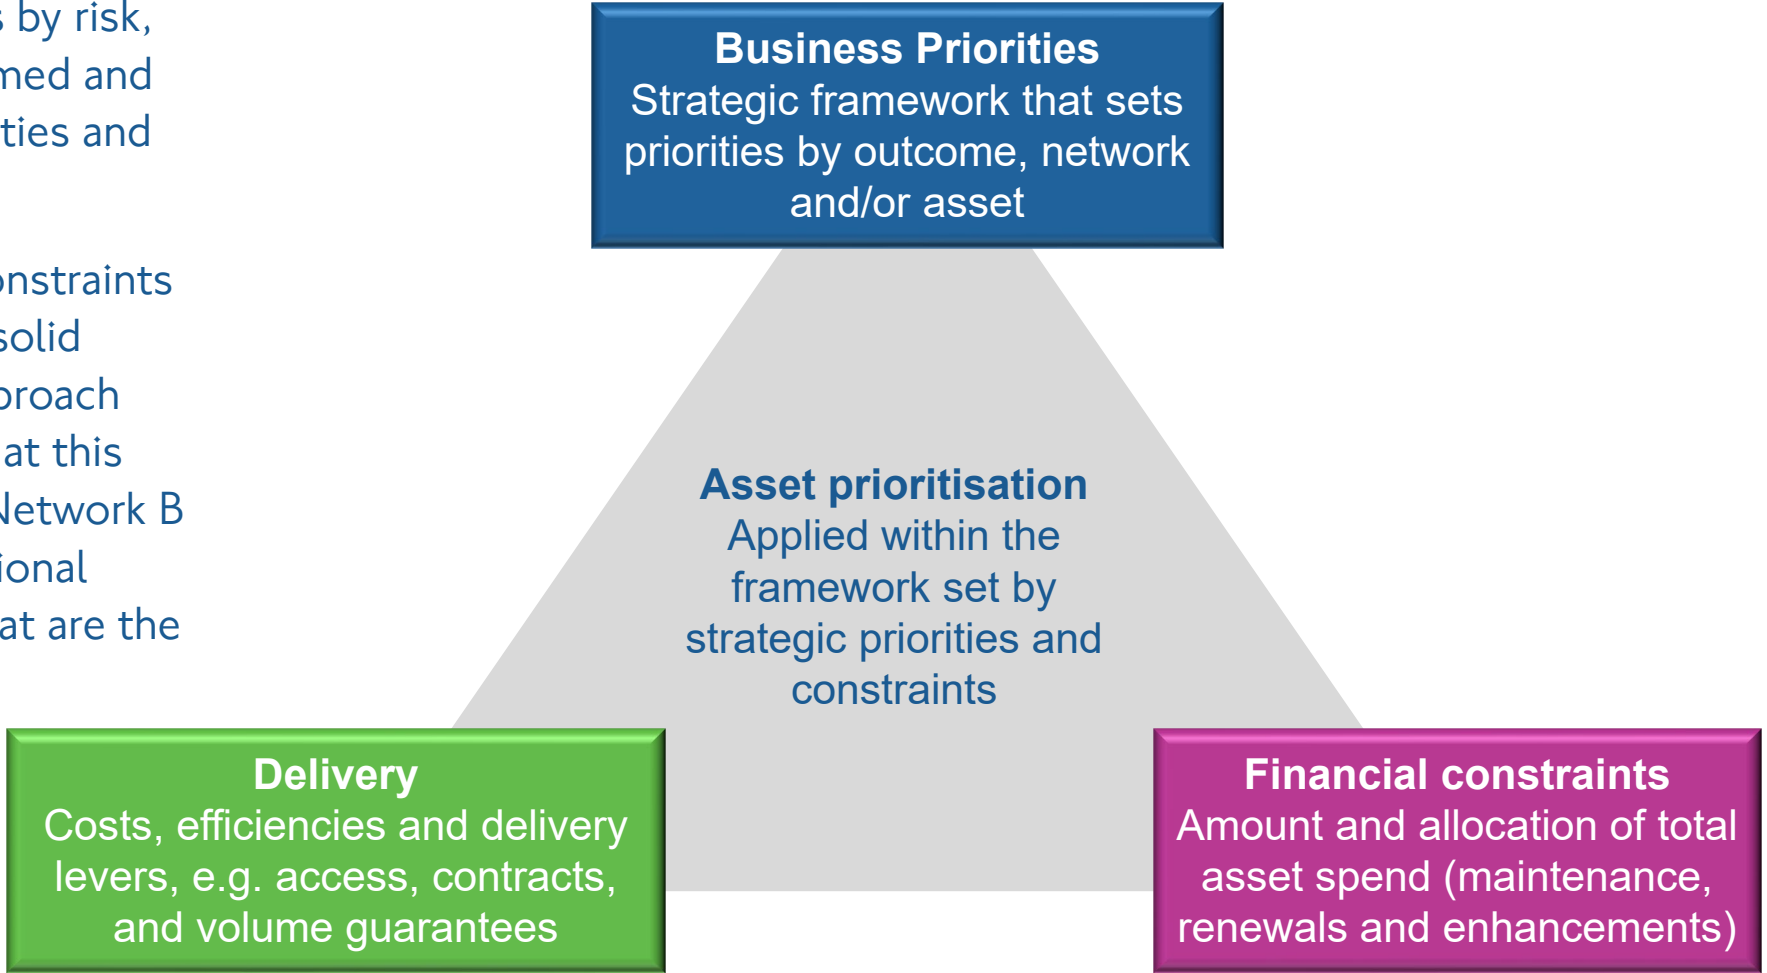 s by risk,
med and
ties and
onstraints
solid
proach
at this
Network B
ional
at are the
Business Priorities
Strategic framework that sets
priorities by outcome, network
and/or asset
Asset prioritisation
Applied within the
framework set by
strategic priorities and
constraints
Delivery
Costs, efficiencies and delivery
levers, e.g. access, contracts,
and volume guarantees
Financial constraints
Amount and allocation of total
asset spend (maintenance,
renewals and enhancements)